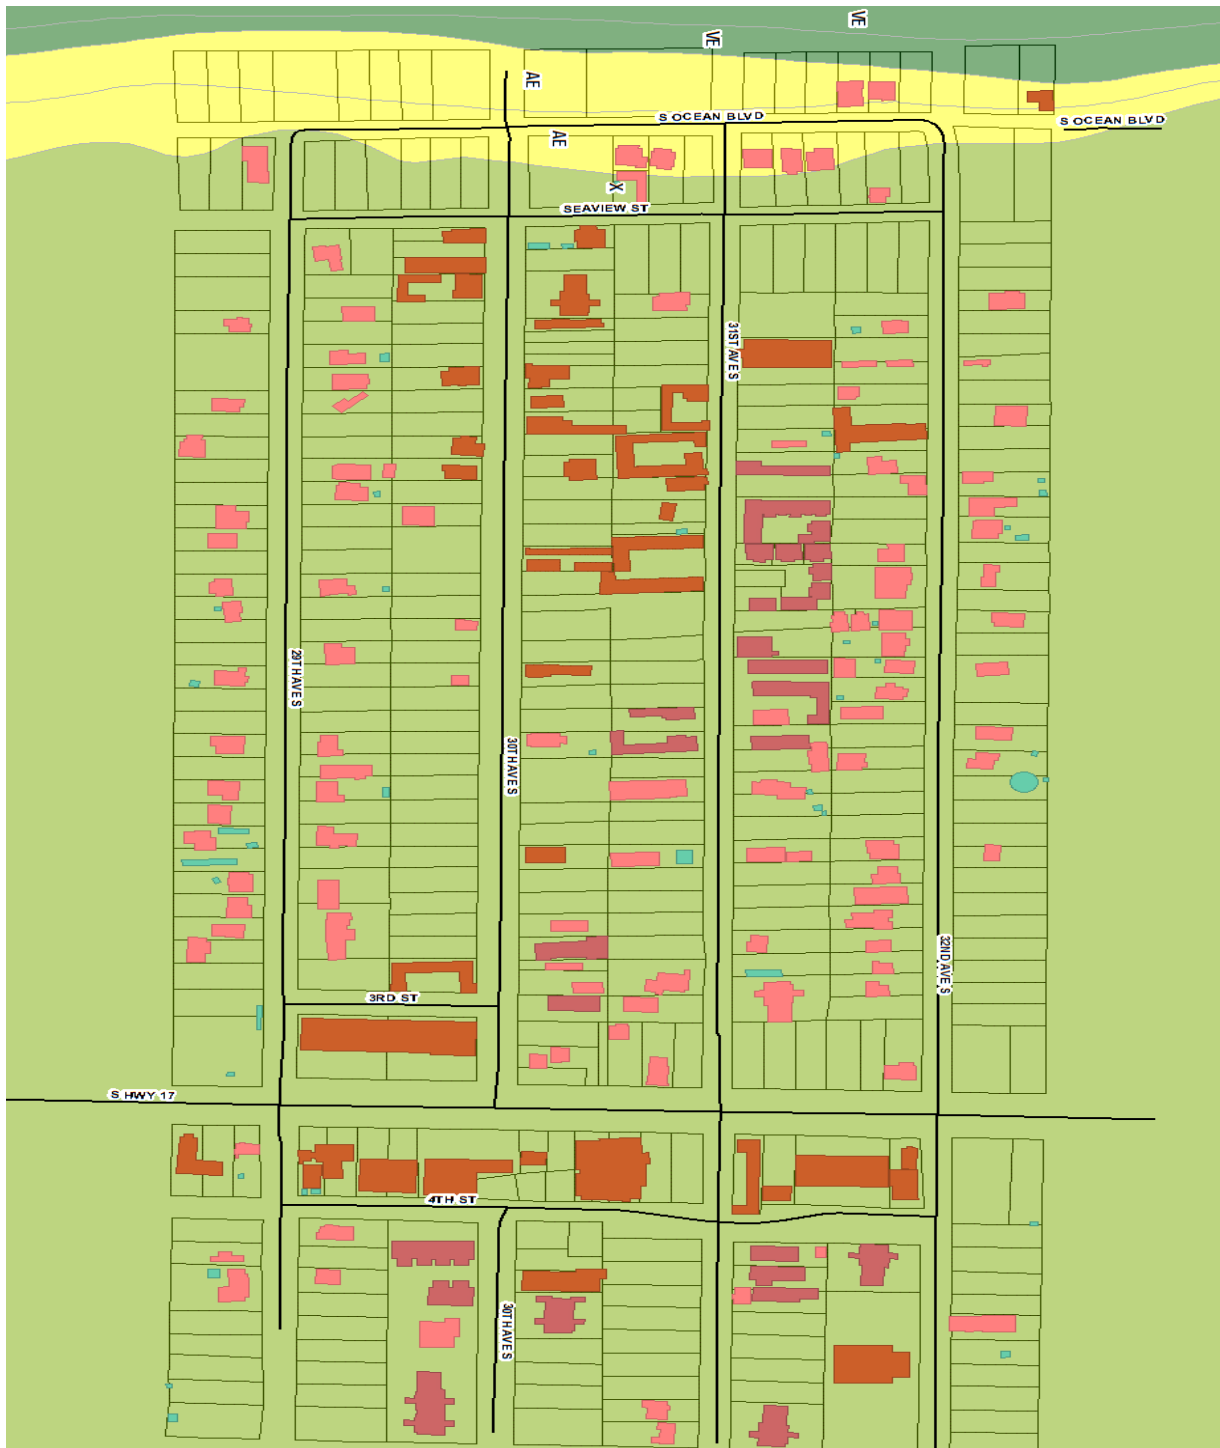 VE
VE
AE
S OCEAN BLVD
S OCEAN BLVD
AE
X
SEAVIEW ST
31ST AVE S
29TH AVE S
30TH AVE S
32ND AVE S
3RD ST
S HWY 17
4TH ST
30TH AVE S